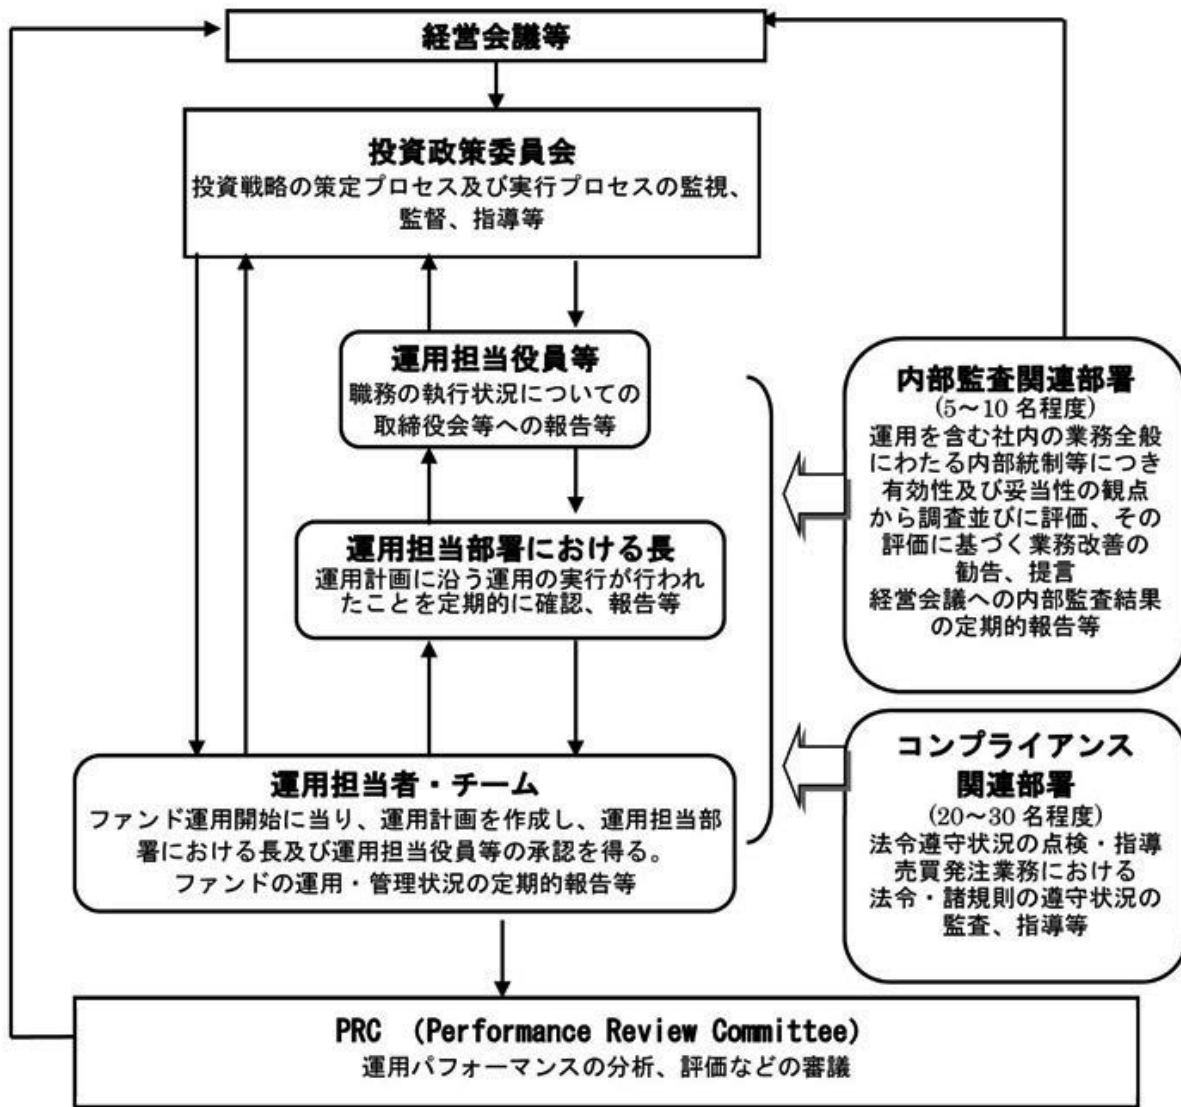 経営会議等
投資政策委員会
投資戦略の策定プロセス及び実行プロセスの監視、
監督、指導等
運用担当役員等
職務の執行状況についての
取締役会等への報告等
運用担当部署における長
運用計画に沿う運用の実行が行われ
たことを定期的に確認、報告等
運用担当者・チーム
ファンド運用開始に当り、運用計画を作成し、運用担当部
署における長及び運用担当役員等の承認を得る。
ファンドの運用・管理状況の定期的報告等
内部監査関連部署
(5～10 名程度)
運用を含む社内の業務全般
にわたる内部統制等につき
有効性及び妥当性の観点
から調査並びに評価、その
評価に基づく業務改善の
勧告、提言
経営会議への内部監査結果
の定期的報告等
コンプライアンス
関連部署
(20～30 名程度)
法令遵守状況の点検・指導
売買発注業務における
法令・諸規則の遵守状況の
監査、指導等
PRC （Performance Review Committee）
運用パフォーマンスの分析、評価などの審議